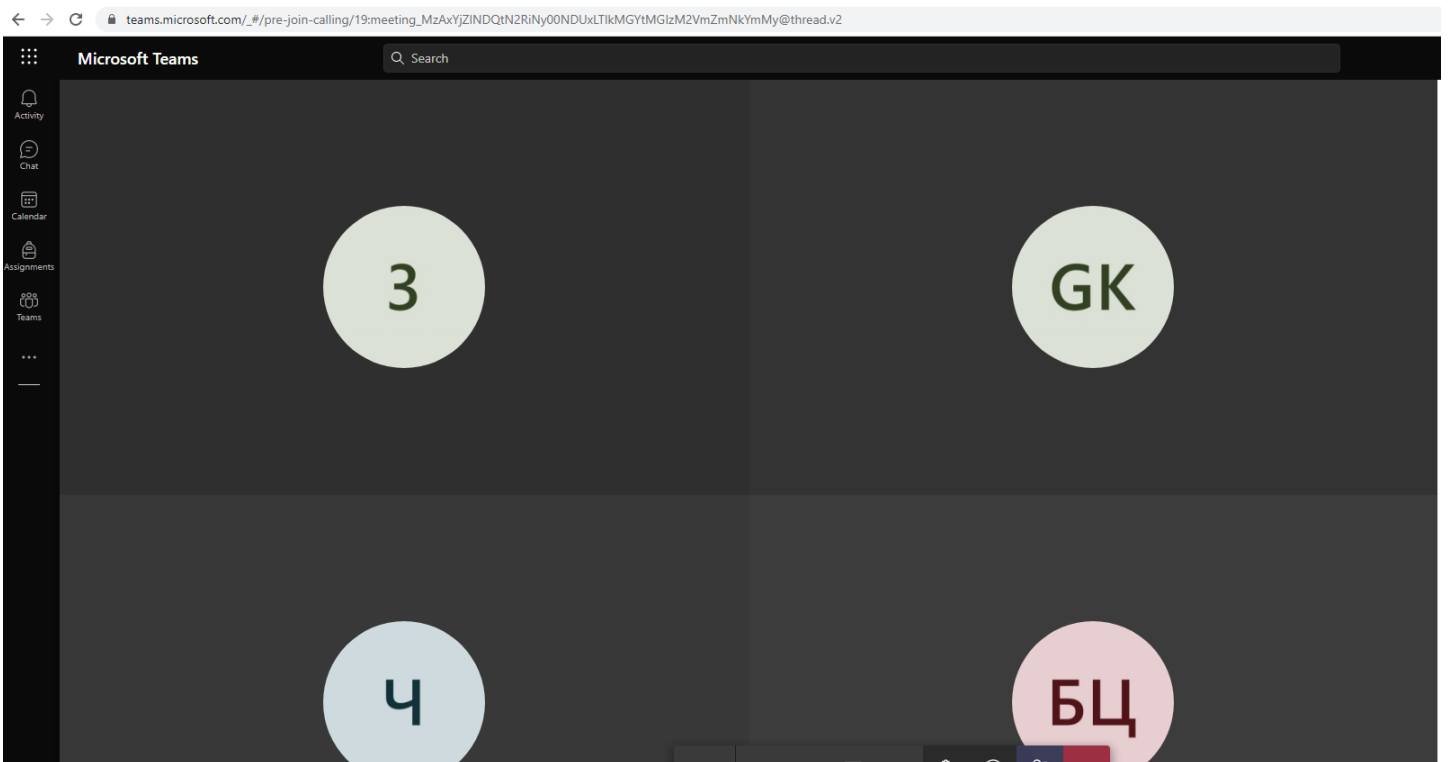 teams.microsoft.com/_#/pre-join-calling/19:meeting_MzAxYjZlNDQtN2RiNy00NDUxLTlkMGYtMGIzM2VmZmNkYmMy@thread.v2
Microsoft Teams
Search
Activity
Chat
Calendar
Assignments
Teams
З
GK
Ч
БЦ